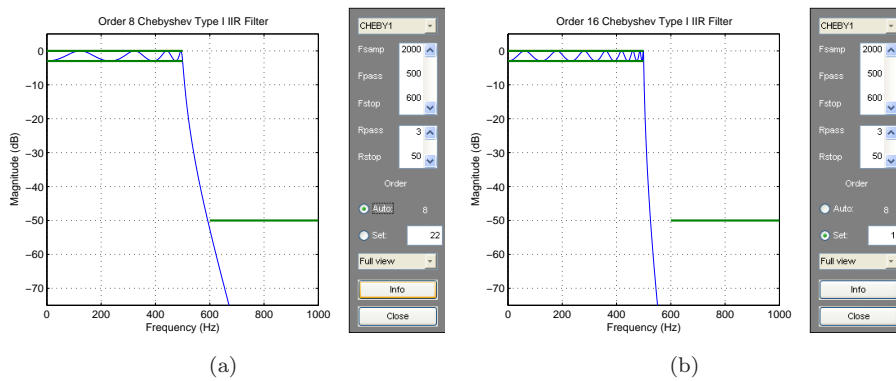 Order 8 Chebyshev Type I IIR Filter
Magnitude (dB)
0
−10
−20
−30
−40
−50
−60
−70
0 200 400 600 800 1000
Frequency (Hz)
CHEBY1
Fsamp 2000
Fpass 500
Fstop 600
Rpass 3
Rstop 50
Order
Auto: 8
Set: 22
Full view
Info
Close
(a)
Order 16 Chebyshev Type I IIR Filter
Magnitude (dB)
0
−10
−20
−30
−40
−50
−60
−70
0 200 400 600 800 1000
Frequency (Hz)
CHEBY1
Fsamp 2000
Fpass 500
Fstop 600
Rpass 3
Rstop 50
Order
Auto: 8
Set: 1
Full view
Info
Close
(b)